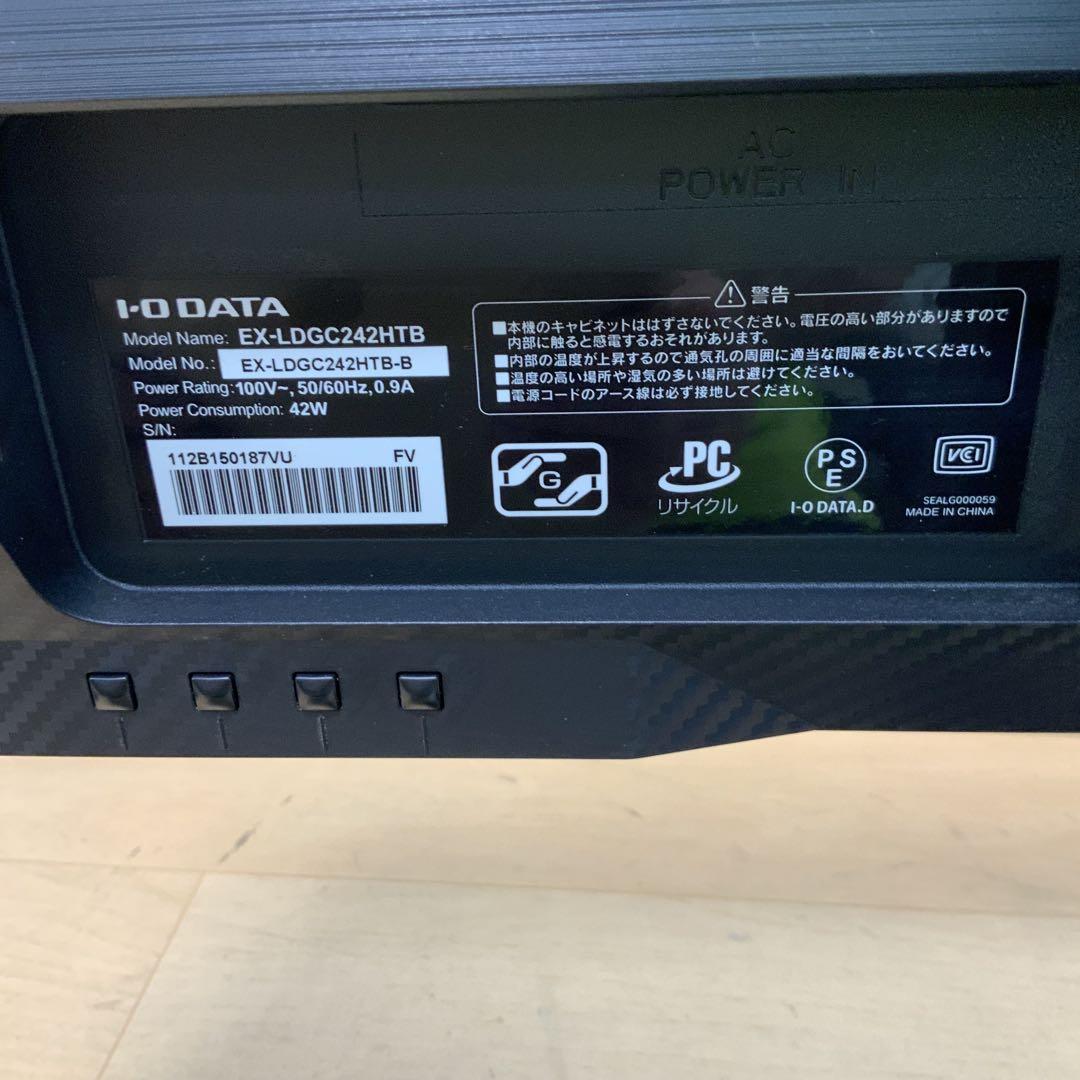 AC
POWER IN
I-O DATA
Model Name: EX-LDGC242HTB
Model No.: EX-LDGC242HTB-B
Power Rating:100V~, 50/60Hz, 0.9A
Power Consumption: 42W
S/N:
112B150187VU FV
警告
■本機のキャビネットははずさないでください。電圧の高い部分がありますので
内部に触ると感電するおそれがあります。
■内部の温度が上昇するので通気孔の周囲に適当な間隔をおいてください。
■温度の高い場所や湿気の多い場所は避けてください。
■電源コードのアース線は必ず接地してください。
G
PC
リサイクル
PSE
I-O DATA.D
VCI
SEALG000059
MADE IN CHINA